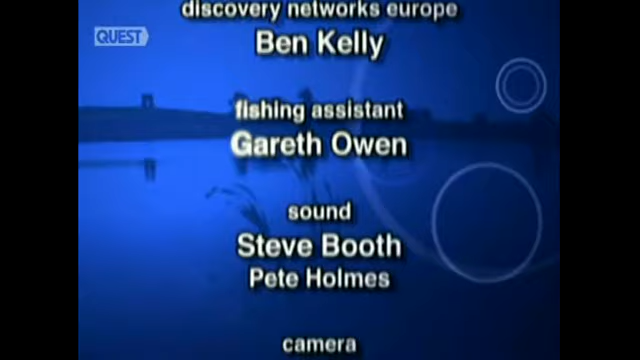 discovery networks europe
QUEST
Ben Kelly
fishing assistant
Gareth Owen
sound
Steve Booth
Pete Holmes
camera